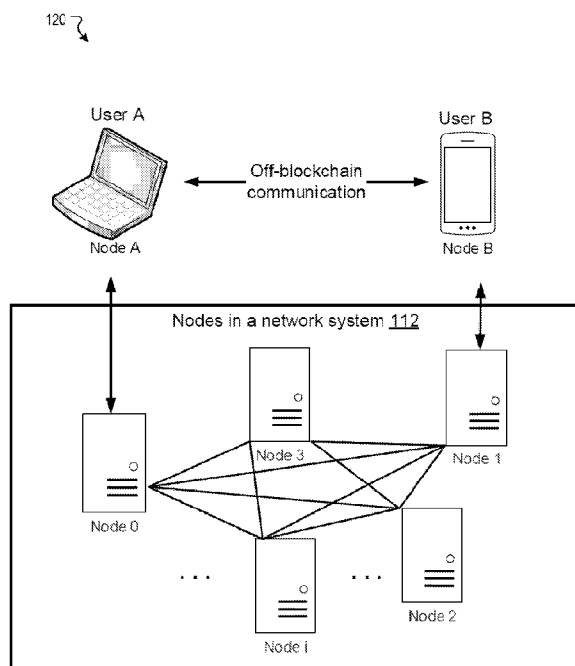 120
User A
User B
Off-blockchain
communication
Node A
Node B
Nodes in a network system 112
Node 3
Node 1
Node 0
. . .
. . .
Node 2
Node i